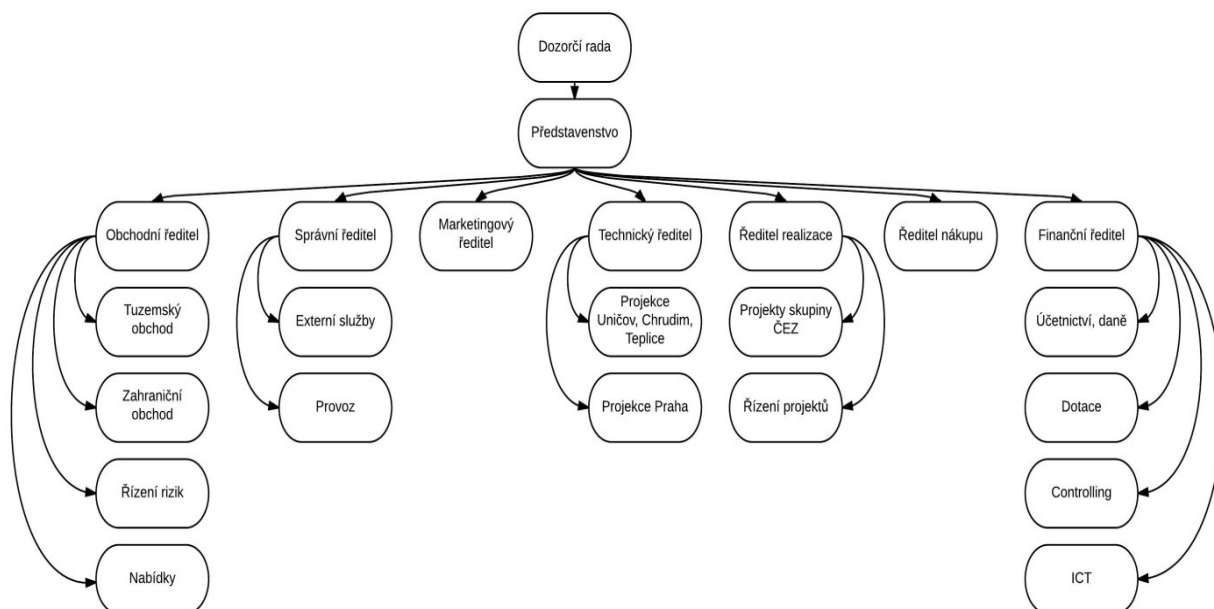 Dozorčí rada
Představenstvo
Obchodní ředitel
Správní ředitel
Marketingový
ředitel
Technický ředitel
Ředitel realizace
Ředitel nákupu
Finanční ředitel
Tuzemský
obchod
Externí služby
Projekce
Uničov, Chrudim,
Teplice
Projekty skupiny
ČEZ
Účetnictví, daně
Zahraniční
obchod
Provoz
Projekce Praha
Řízení projektů
Dotace
Řízení rizik
Controlling
Nabídky
ICT